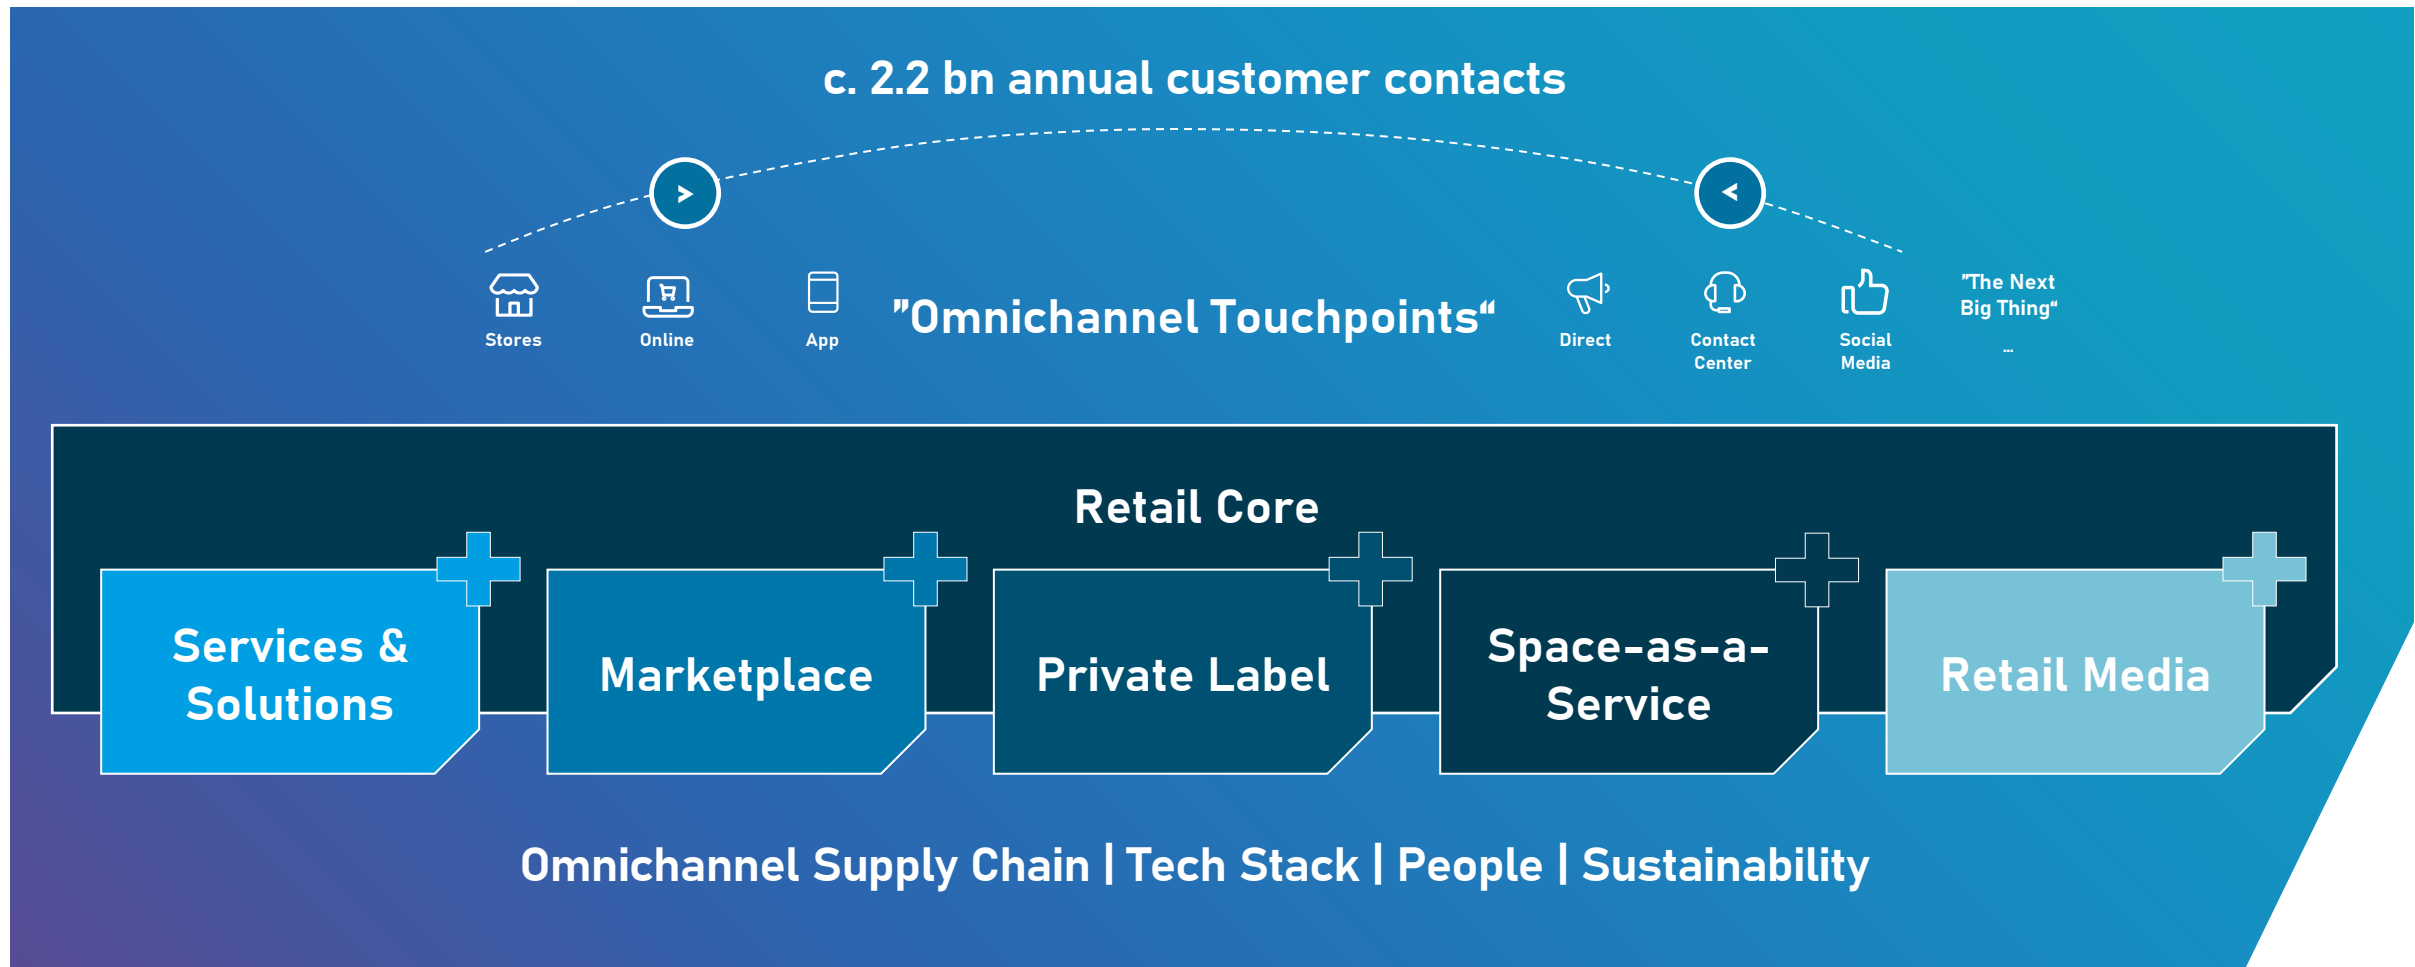 c. 2.2 bn annual customer contacts
Stores
Online
App
"Omnichannel Touchpoints“
Direct
Contact
Center
Social
Media
"The Next
Big Thing“
...
Retail Core
Services &
Solutions
Marketplace
Private Label
Space-as-a-
Service
Retail Media
Omnichannel Supply Chain | Tech Stack | People | Sustainability